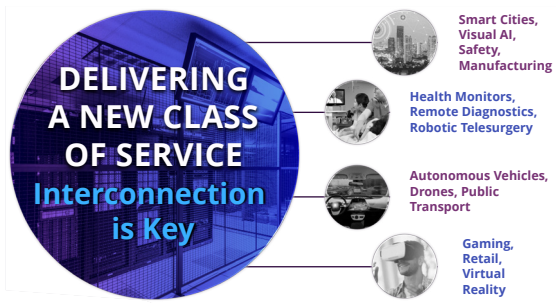 DELIVERING
A NEW CLASS
OF SERVICE
Interconnection
is Key
Smart Cities,
Visual AI,
Safety,
Manufacturing
Health Monitors,
Remote Diagnostics,
Robotic Telesurgery
Autonomous Vehicles,
Drones, Public
Transport
Gaming,
Retail,
Virtual
Reality